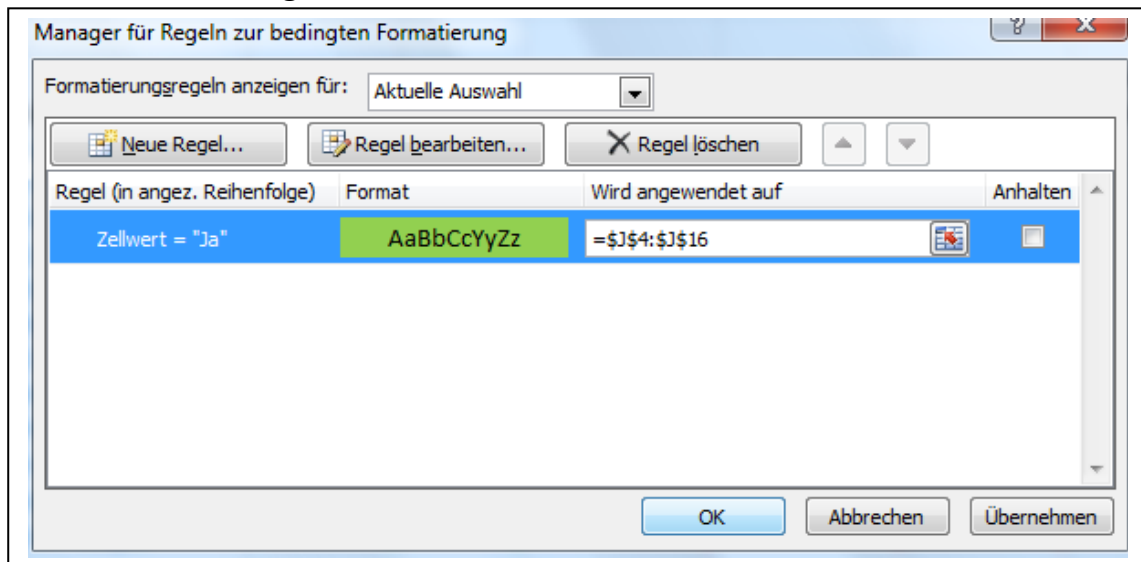 Manager für Regeln zur bedingten Formatierung
Formatierungsregeln anzeigen für: Aktuelle Auswahl
Neue Regel... Regel bearbeiten... Regel löschen
Regel (in angez. Reihenfolge) Format Wird angewendet auf Anhalten
Zellwert = "Ja" AaBbCcYyZz =$J$4:$J$16
OK Abbrechen Übernehmen